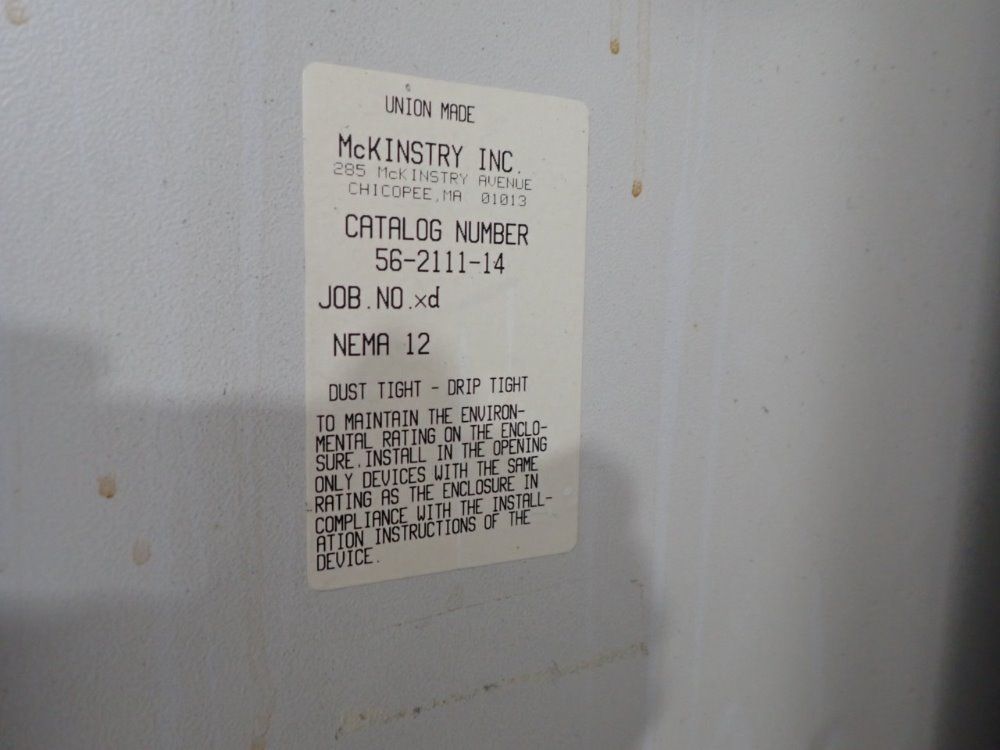 UNION MADE
McKINSTRY INC.
285 McKINSTRY AVENUE
CHICOPEE,MA 01013
CATALOG NUMBER
56-2111-14
JOB.NO.xd
NEMA 12
DUST TIGHT - DRIP TIGHT
TO MAINTAIN THE ENVIRON-
MENTAL RATING ON THE ENCLO-
SURE.INSTALL IN THE OPENING
ONLY DEVICES WITH THE SAME
RATING AS THE ENCLOSURE IN
COMPLIANCE WITH THE INSTALL-
ATION INSTRUCTIONS OF THE
DEVICE.